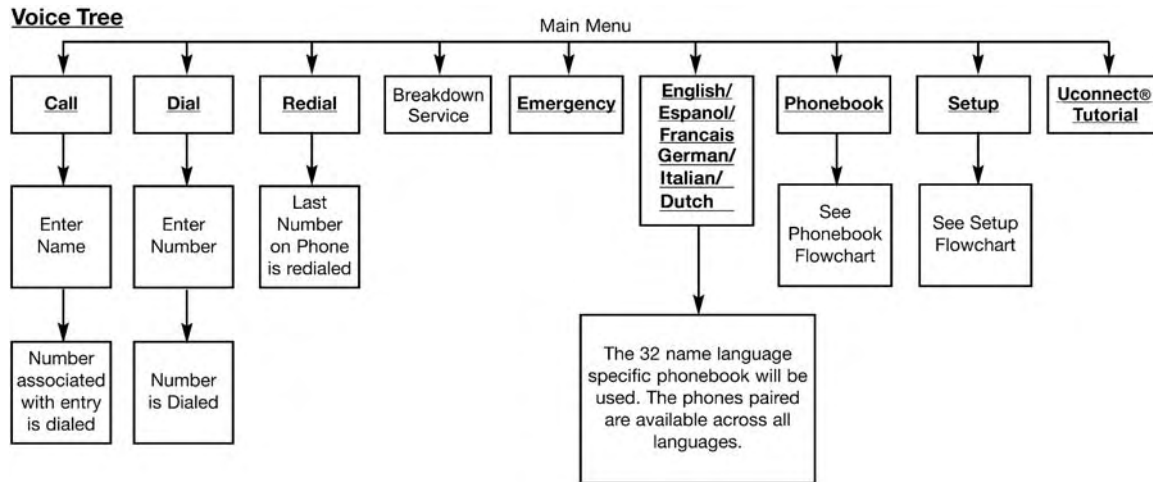 Voice Tree
Main Menu
Call
Dial
Redial
Breakdown
Service
Emergency
English/
Espanol/
Francais
German/
Italian/
Dutch
Phonebook
Setup
Uconnect®
Tutorial
Enter
Name
Enter
Number
Last
Number
on Phone
is redialed
See
Phonebook
Flowchart
See Setup
Flowchart
Number
associated
with entry
is dialed
Number
is Dialed
The 32 name language
specific phonebook will be
used. The phones paired
are available across all
languages.